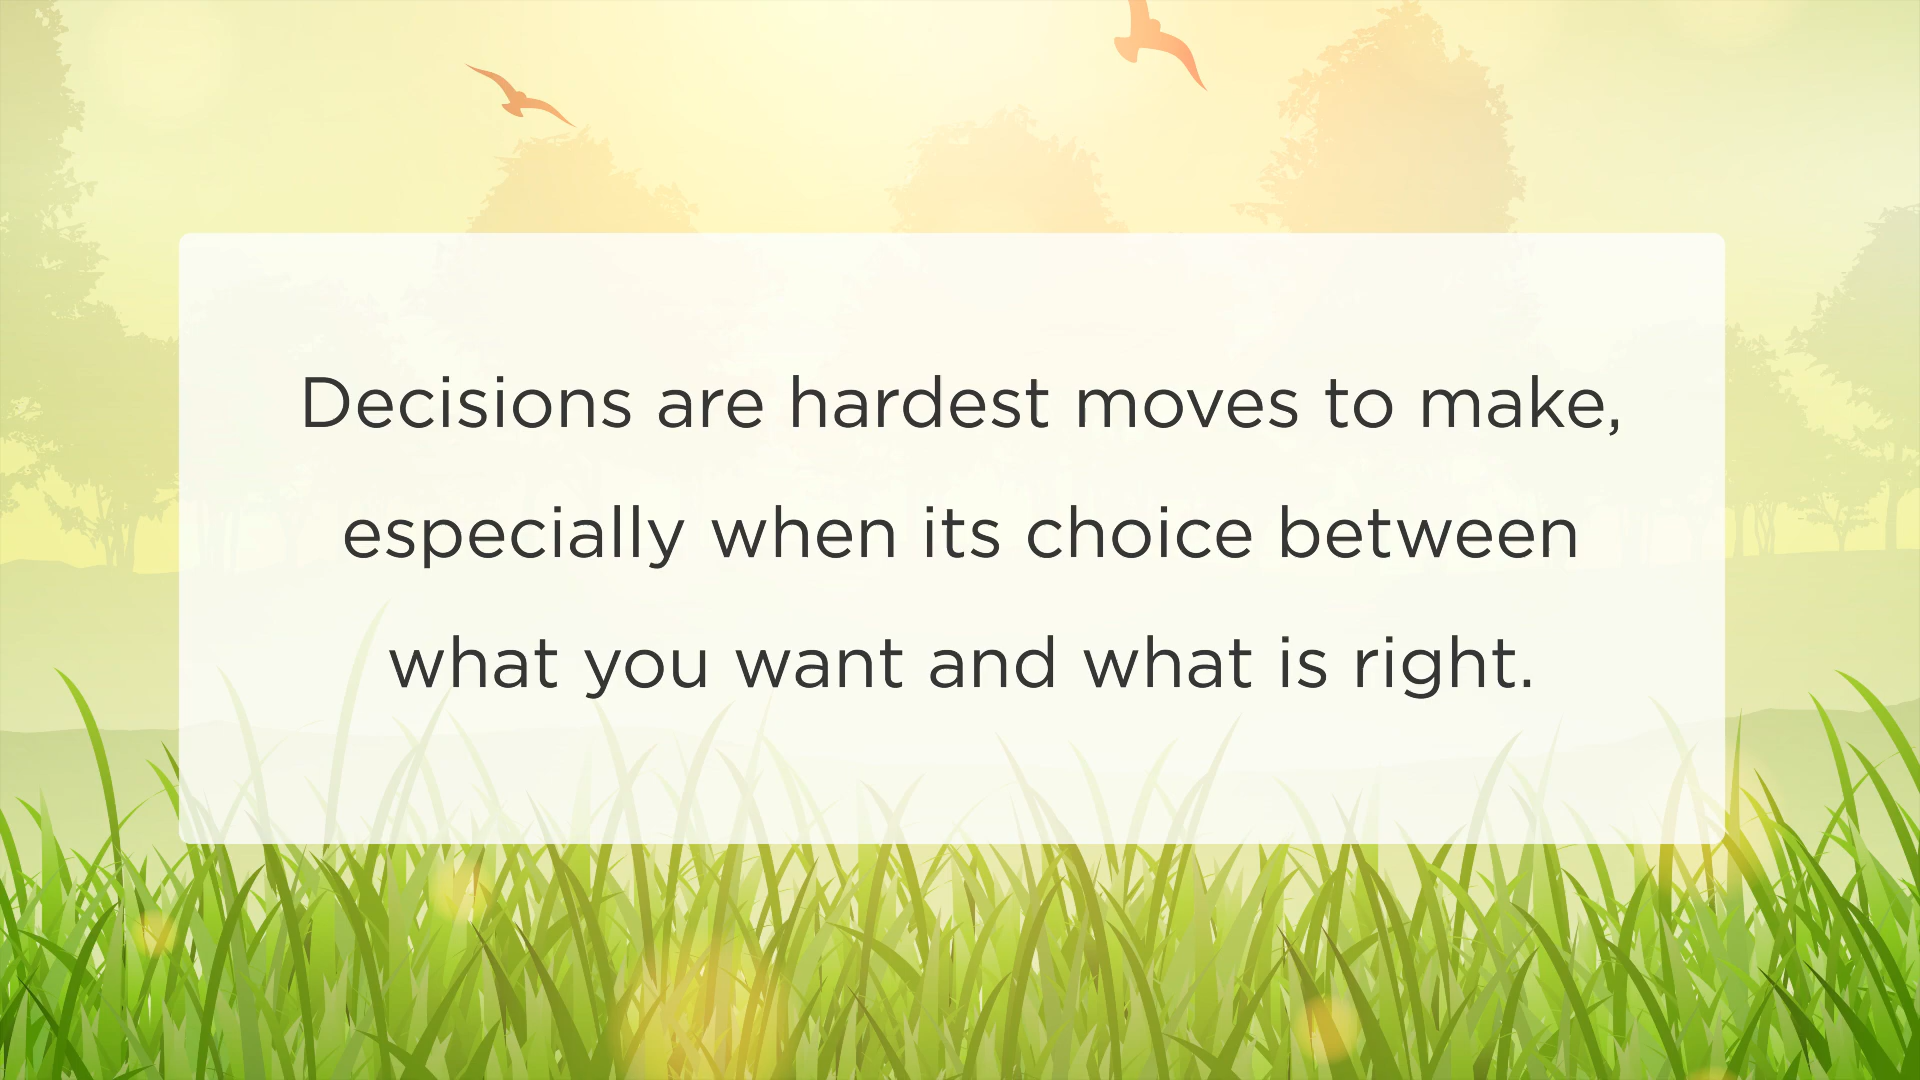 Decisions are hardest moves to make,
especially when its choice between
what you want and what is right.